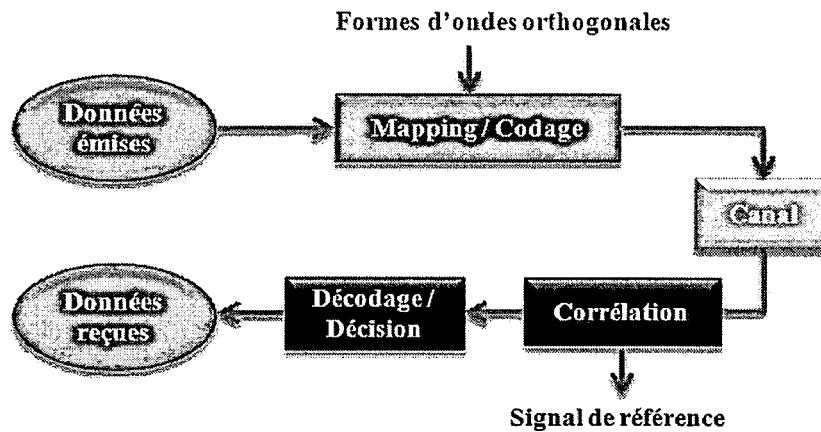 Formes d'ondes orthogonales
Données
émises
Mapping / Codage
Canal
Données
reçues
Décodage /
Décision
Corrélation
Signal de référence